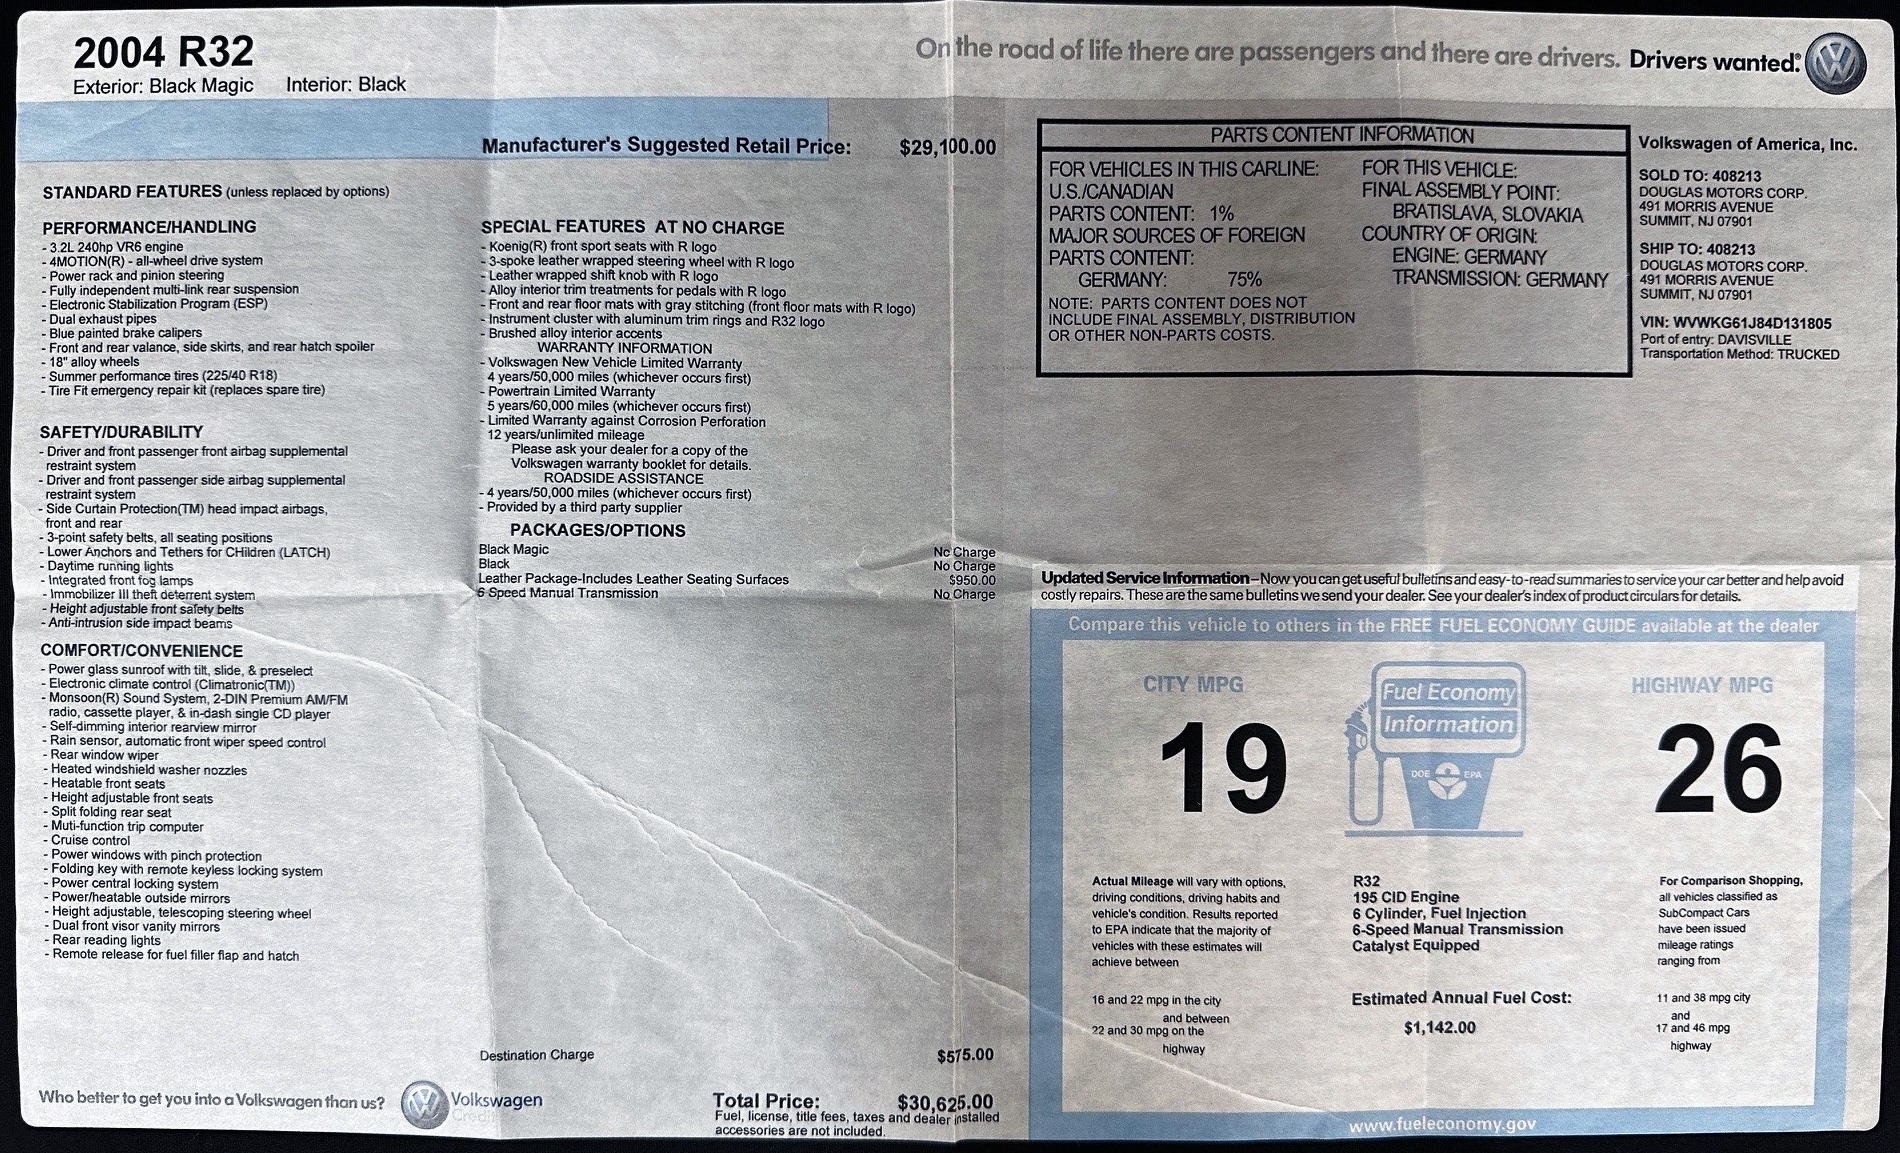 2004 R32
Exterior: Black Magic Interior: Black
On the road of life there are passengers and there are drivers. Drivers wanted.®
Manufacturer's Suggested Retail Price: $29,100.00
STANDARD FEATURES (unless replaced by options)
PERFORMANCE/HANDLING
- 3.2L 240hp VR6 engine
- 4MOTION(R) - all-wheel drive system
- Power rack and pinion steering
- Fully independent multi-link rear suspension
- Electronic Stabilization Program (ESP)
- Dual exhaust pipes
- Blue painted brake calipers
- Front and rear valance, side skirts, and rear hatch spoiler
- 18" alloy wheels
- Summer performance tires (225/40 R18)
- Tire Fit emergency repair kit (replaces spare tire)
SAFETY/DURABILITY
- Driver and front passenger front airbag supplemental
restraint system
- Driver and front passenger side airbag supplemental
restraint system
- Side Curtain Protection(TM) head impact airbags,
front and rear
- 3-point safety belts, all seating positions
- Lower Anchors and Tethers for CHildren (LATCH)
- Daytime running lights
- Integrated front fog lamps
- Immobilizer III theft deterrent system
- Height adjustable front safety belts
- Anti-intrusion side impact beams
COMFORT/CONVENIENCE
- Power glass sunroof with tilt, slide, & preselect
- Electronic climate control (Climatronic(TM))
- Monsoon(R) Sound System, 2-DIN Premium AM/FM
radio, cassette player, & in-dash single CD player
- Self-dimming interior rearview mirror
- Rain sensor, automatic front wiper speed control
- Rear window wiper
- Heated windshield washer nozzles
- Heatable front seats
- Height adjustable front seats
- Split folding rear seat
- Muti-function trip computer
- Cruise control
- Power windows with pinch protection
- Folding key with remote keyless locking system
- Power central locking system
- Power/heatable outside mirrors
- Height adjustable, telescoping steering wheel
- Dual front visor vanity mirrors
- Rear reading lights
- Remote release for fuel filler flap and hatch
SPECIAL FEATURES AT NO CHARGE
- Koenig(R) front sport seats with R logo
- 3-spoke leather wrapped steering wheel with R logo
- Leather wrapped shift knob with R logo
- Alloy interior trim treatments for pedals with R logo
- Front and rear floor mats with gray stitching (front floor mats with R logo)
- Instrument cluster with aluminum trim rings and R32 logo
- Brushed alloy interior accents
WARRANTY INFORMATION
- Volkswagen New Vehicle Limited Warranty
4 years/50,000 miles (whichever occurs first)
- Powertrain Limited Warranty
5 years/60,000 miles (whichever occurs first)
- Limited Warranty against Corrosion Perforation
12 years/unlimited mileage
Please ask your dealer for a copy of the
Volkswagen warranty booklet for details.
ROADSIDE ASSISTANCE
- 4 years/50,000 miles (whichever occurs first)
- Provided by a third party supplier
PACKAGES/OPTIONS
Black Magic No Charge
Black No Charge
Leather Package-Includes Leather Seating Surfaces $950.00
6 Speed Manual Transmission No Charge
Destination Charge $575.00
Total Price: $30,625.00
Fuel, license, title fees, taxes and dealer installed
accessories are not included.
Who better to get you into a Volkswagen than us?
Volkswagen
Credit
PARTS CONTENT INFORMATION
FOR VEHICLES IN THIS CARLINE:
U.S./CANADIAN
PARTS CONTENT: 1%
MAJOR SOURCES OF FOREIGN
PARTS CONTENT:
GERMANY: 75%
NOTE: PARTS CONTENT DOES NOT
INCLUDE FINAL ASSEMBLY, DISTRIBUTION
OR OTHER NON-PARTS COSTS.
FOR THIS VEHICLE:
FINAL ASSEMBLY POINT:
BRATISLAVA, SLOVAKIA
COUNTRY OF ORIGIN:
ENGINE: GERMANY
TRANSMISSION: GERMANY
Volkswagen of America, Inc.
SOLD TO: 408213
DOUGLAS MOTORS CORP.
491 MORRIS AVENUE
SUMMIT, NJ 07901
SHIP TO: 408213
DOUGLAS MOTORS CORP.
491 MORRIS AVENUE
SUMMIT, NJ 07901
VIN: WVWKG61J84D131805
Port of entry: DAVISVILLE
Transportation Method: TRUCKED
Updated Service Information–Now you can get useful bulletins and easy-to-read summaries to service your car better and help avoid
costly repairs. These are the same bulletins we send your dealer. See your dealer's index of product circulars for details.
Compare this vehicle to others in the FREE FUEL ECONOMY GUIDE available at the dealer
CITY MPG
19
Fuel Economy
Information
DOE EPA
HIGHWAY MPG
26
Actual Mileage will vary with options,
driving conditions, driving habits and
vehicle's condition. Results reported
to EPA indicate that the majority of
vehicles with these estimates will
achieve between
16 and 22 mpg in the city
and between
22 and 30 mpg on the
highway
R32
195 CID Engine
6 Cylinder, Fuel Injection
6-Speed Manual Transmission
Catalyst Equipped
Estimated Annual Fuel Cost:
$1,142.00
For Comparison Shopping,
all vehicles classified as
SubCompact Cars
have been issued
mileage ratings
ranging from
11 and 38 mpg city
and
17 and 46 mpg
highway
www.fueleconomy.gov